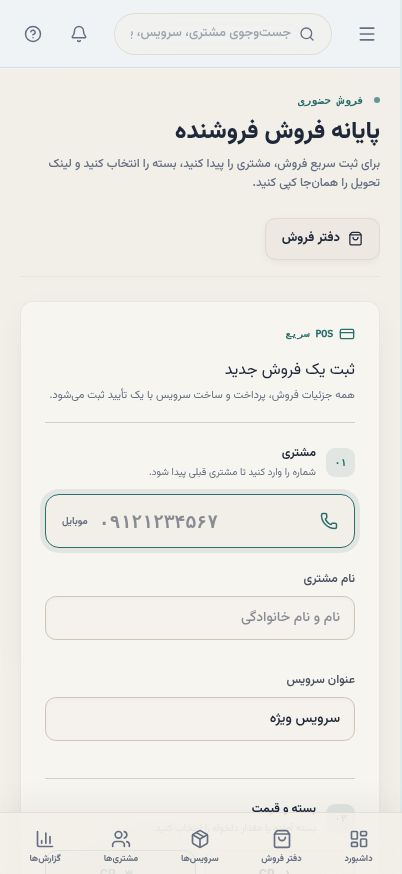 جست‌وجوی مشتری، سرویس، ی
فروش حضوری
پایانه فروش فروشنده
برای ثبت سریع فروش، مشتری را پیدا کنید، بسته را انتخاب کنید و لینک
تحویل را همان‌جا کپی کنید.
دفتر فروش
POS سریع
ثبت یک فروش جدید
همه جزئیات فروش، پرداخت و ساخت سرویس با یک تأیید ثبت می‌شود.
۰۱
مشتری
شماره را وارد کنید تا مشتری قبلی پیدا شود.
۰۹۱۲۱۲۳۴۵۶۷
موبایل
نام مشتری
نام و نام خانوادگی
عنوان سرویس
سرویس ویژه
۰۲
بسته و قیمت
داشبورد
دفتر فروش
سرویس‌ها
مشتری‌ها
گزارش‌ها